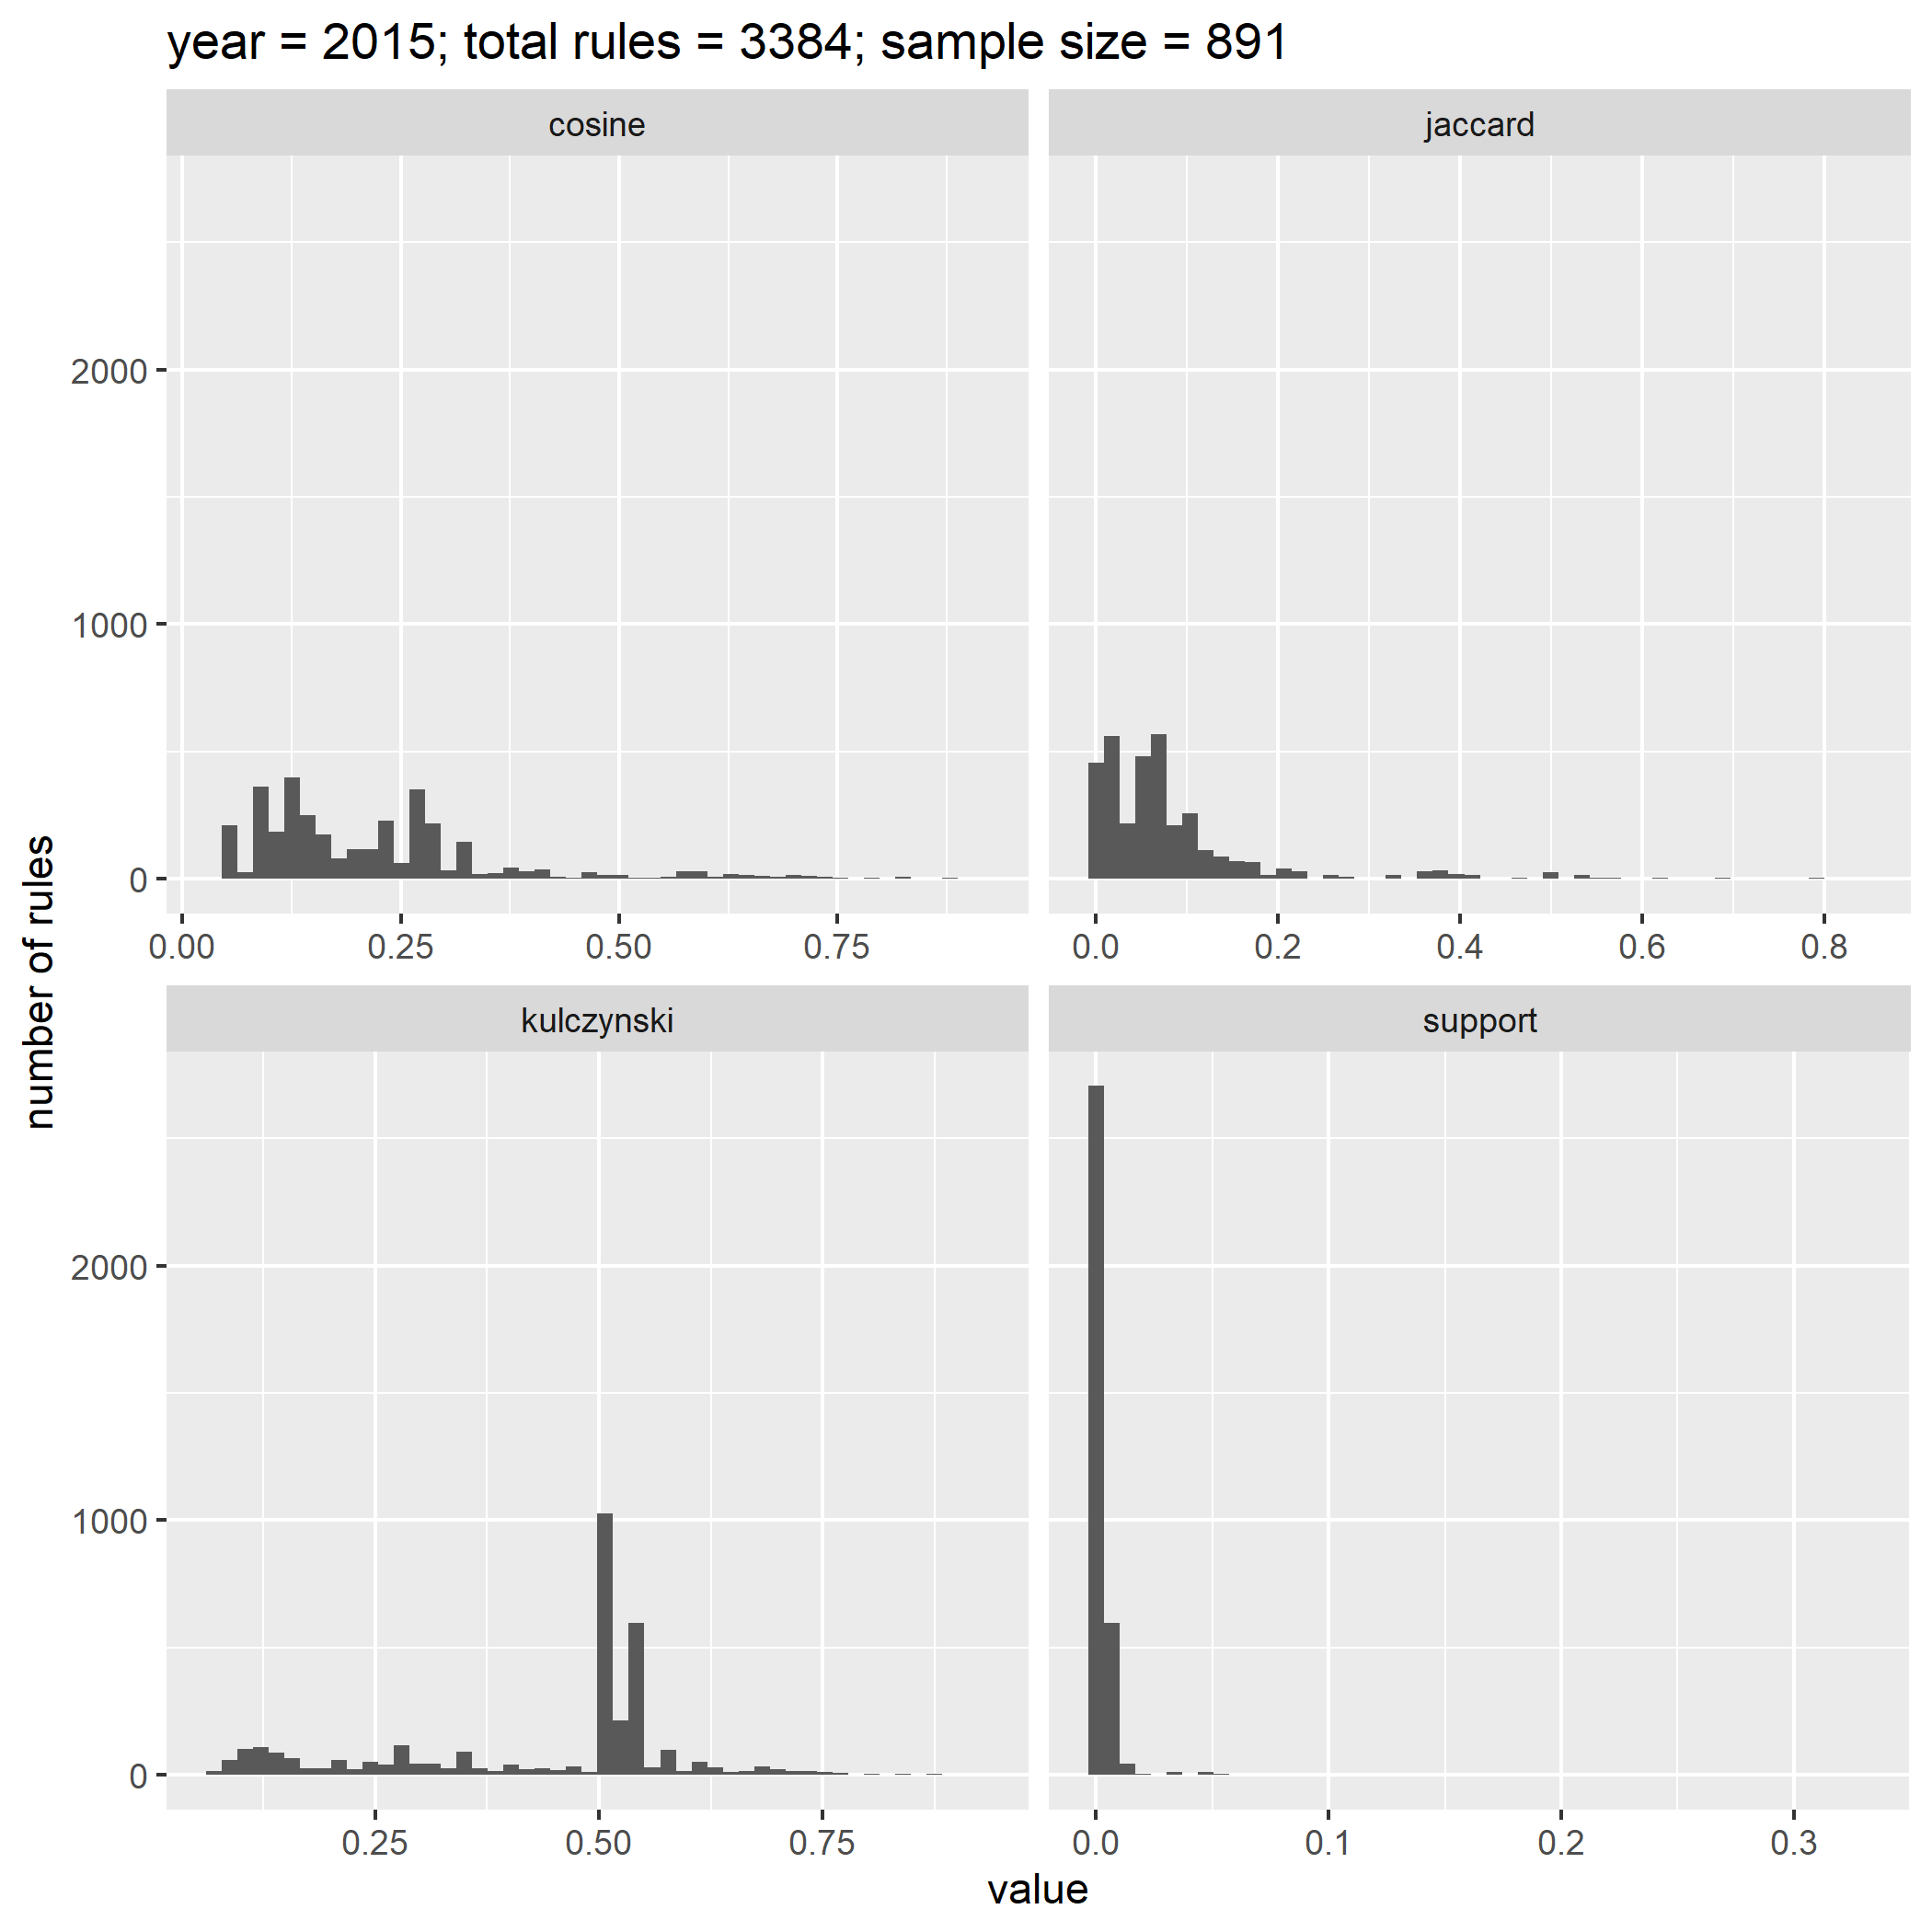 year = 2015; total rules = 3384; sample size = 891
cosine
jaccard
2000
1000
0
0.00 0.25 0.50 0.75
0.0 0.2 0.4 0.6 0.8
number of rules
kulczynski
support
2000
1000
0
0.25 0.50 0.75
0.0 0.1 0.2 0.3
value